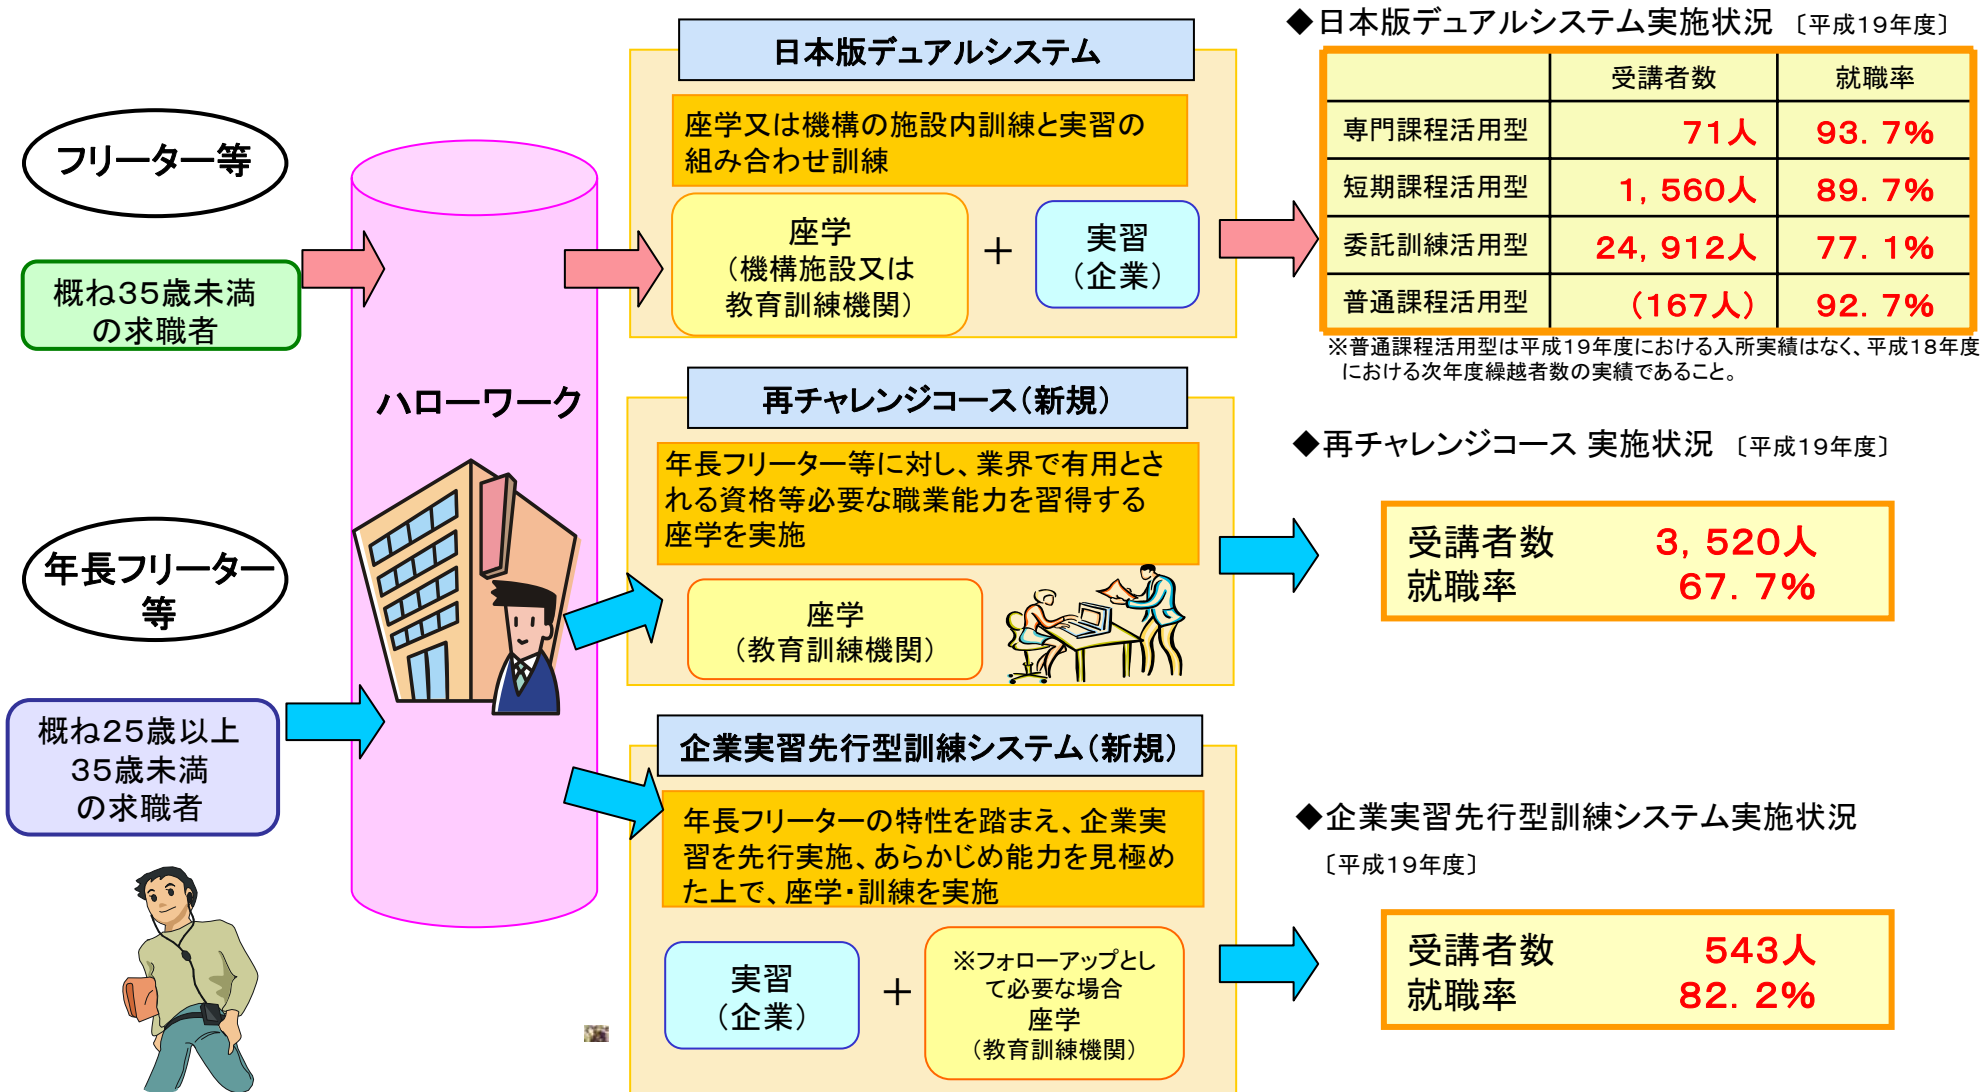 フリーター等
概ね35歳未満
の求職者
年長フリーター
等
概ね25歳以上
35歳未満
の求職者
ハローワーク
日本版デュアルシステム
座学又は機構の施設内訓練と実習の
組み合わせ訓練
座学
（機構施設又は
教育訓練機関）
＋
実習
（企業）
再チャレンジコース（新規）
年長フリーター等に対し、業界で有用とさ
れる資格等必要な職業能力を習得する
座学を実施
座学
（教育訓練機関）
企業実習先行型訓練システム（新規）
年長フリーターの特性を踏まえ、企業実
習を先行実施、あらかじめ能力を見極め
た上で、座学・訓練を実施
実習
（企業）
＋
※フォローアップとし
て必要な場合
座学
（教育訓練機関）
◆日本版デュアルシステム実施状況 〔平成19年度〕
受講者数 就職率
専門課程活用型 71人 93. 7%
短期課程活用型 1, 560人 89. 7%
委託訓練活用型 24, 912人 77. 1%
普通課程活用型 (167人) 92. 7%
※普通課程活用型は平成19年度における入所実績はなく、平成18年度
における次年度繰越者数の実績であること。
◆再チャレンジコース 実施状況 〔平成19年度〕
受講者数 3, 520人
就職率 67. 7%
◆企業実習先行型訓練システム実施状況
〔平成19年度〕
受講者数 543人
就職率 82. 2%